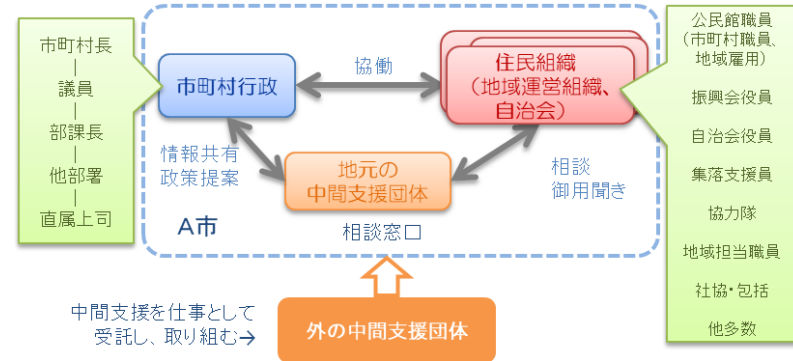 市町村長
議員
部課長
他部署
直属上司
市町村行政
協働
住民組織
（地域運営組織、
自治会）
情報共有
政策提案
地元の
中間支援団体
相談
御用聞き
A市
相談窓口
中間支援を仕事として
受託し、取り組む→
外の中間支援団体
公民館職員
（市町村職員、
地域雇用）
振興会役員
自治会役員
集落支援員
協力隊
地域担当職員
社協・包括
他多数